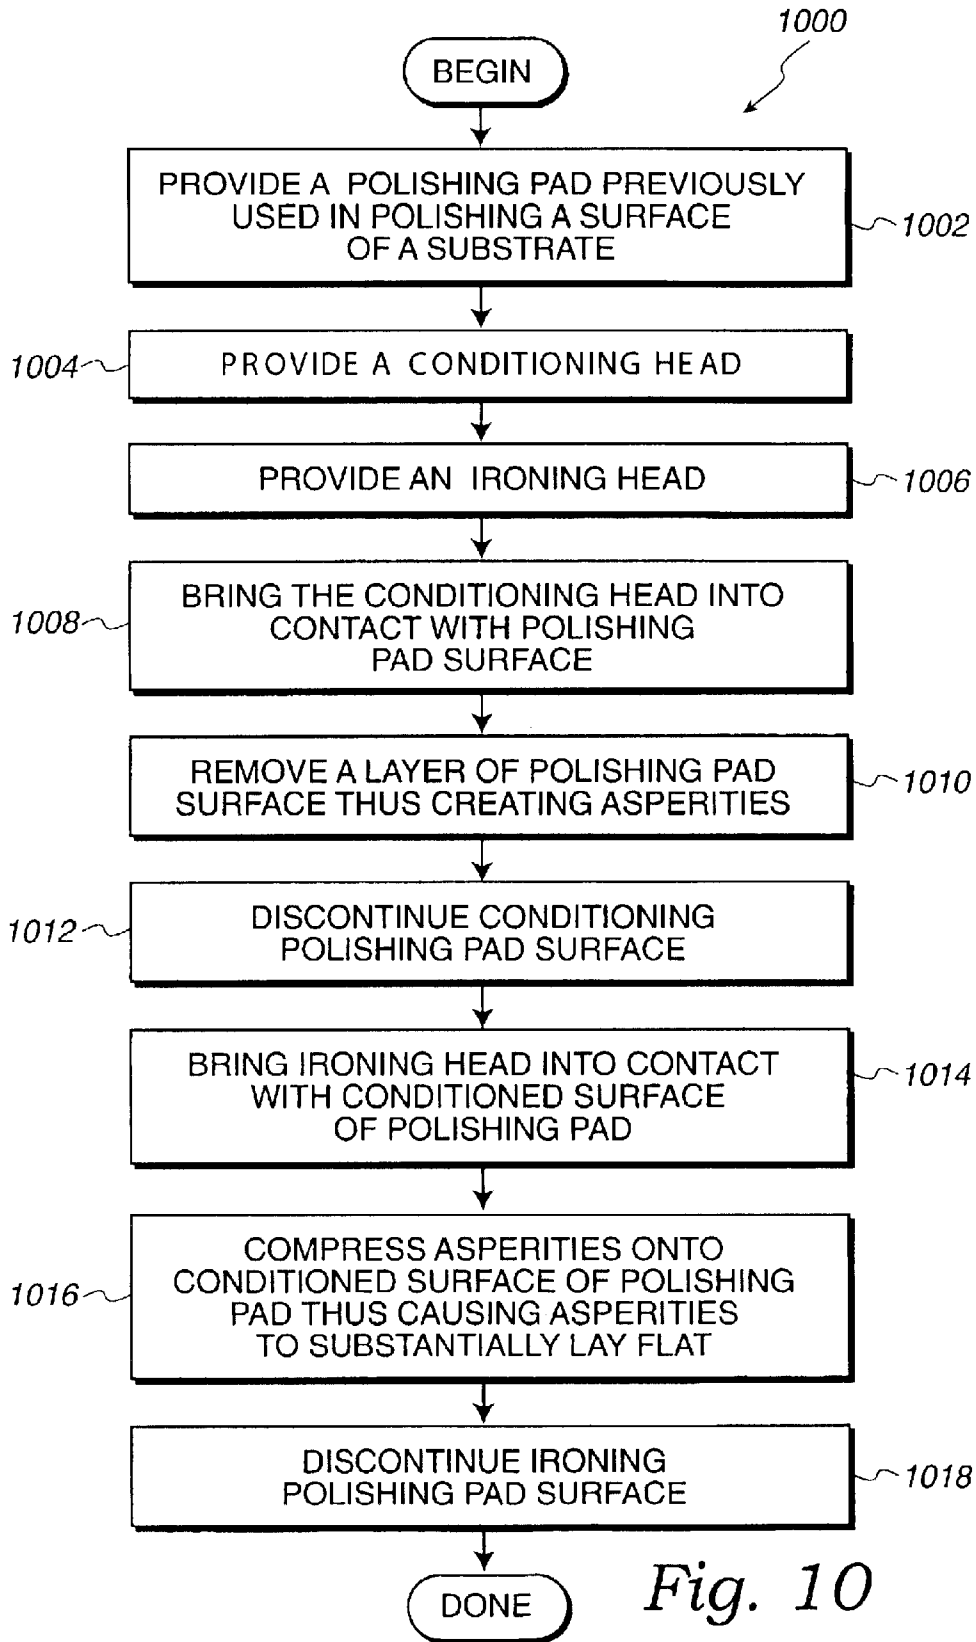 1000
BEGIN
PROVIDE A POLISHING PAD PREVIOUSLY
USED IN POLISHING A SURFACE
OF A SUBSTRATE
1002
1004
PROVIDE A CONDITIONING HEAD
PROVIDE AN IRONING HEAD
1006
BRING THE CONDITIONING HEAD INTO
CONTACT WITH POLISHING
PAD SURFACE
1008
REMOVE A LAYER OF POLISHING PAD
SURFACE THUS CREATING ASPERITIES
1010
DISCONTINUE CONDITIONING
POLISHING PAD SURFACE
1012
BRING IRONING HEAD INTO CONTACT
WITH CONDITIONED SURFACE
OF POLISHING PAD
1014
COMPRESS ASPERITIES ONTO
CONDITIONED SURFACE OF POLISHING
PAD THUS CAUSING ASPERITIES
TO SUBSTANTIALLY LAY FLAT
1016
DISCONTINUE IRONING
POLISHING PAD SURFACE
1018
DONE
Fig. 10